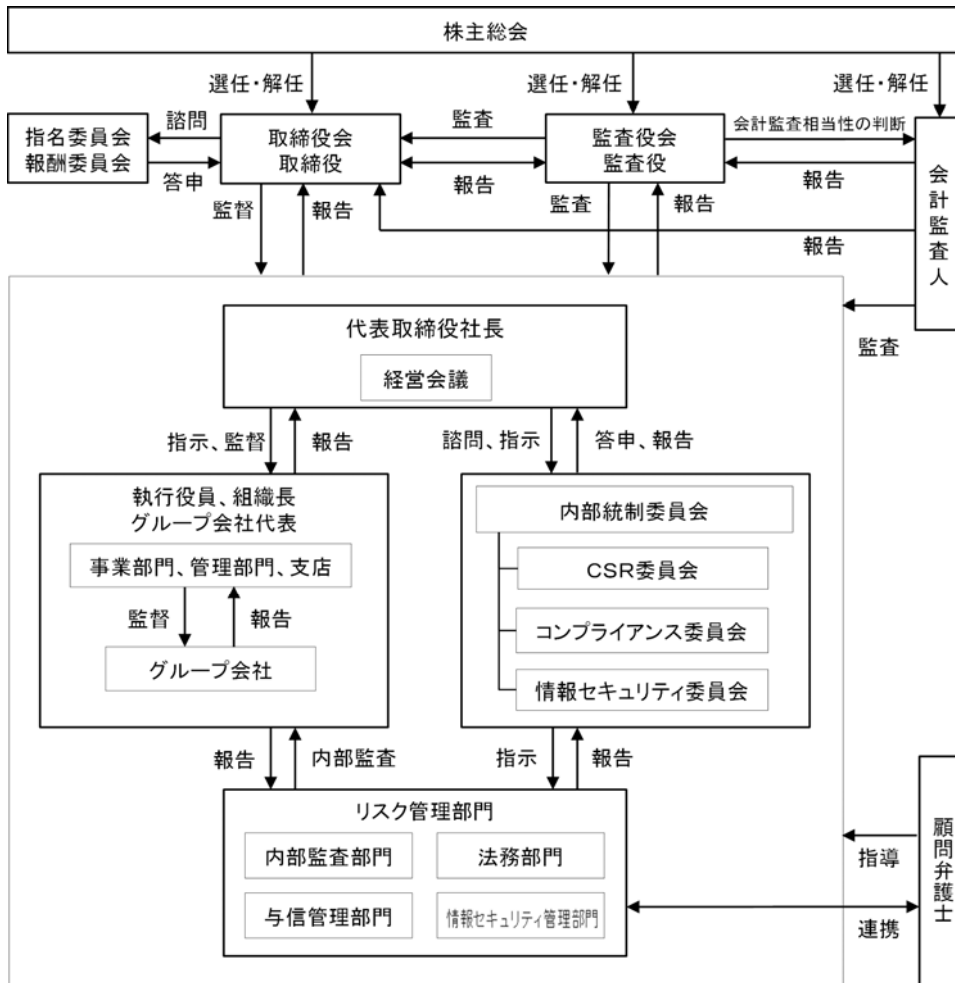 株主総会
選任・解任
選任・解任
選任・解任
指名委員会
報酬委員会
諮問
答申
取締役会
取締役
監査
報告
監査役会
監査役
会計監査相当性の判断
報告
会計監査人
監督
報告
監査
報告
報告
監査
代表取締役社長
経営会議
指示、監督
報告
諮問、指示
答申、報告
執行役員、組織長
グループ会社代表
事業部門、管理部門、支店
監督
報告
グループ会社
内部統制委員会
CSR委員会
コンプライアンス委員会
情報セキュリティ委員会
報告
内部監査
指示
報告
リスク管理部門
内部監査部門
法務部門
与信管理部門
情報セキュリティ管理部門
指導
連携
顧問弁護士